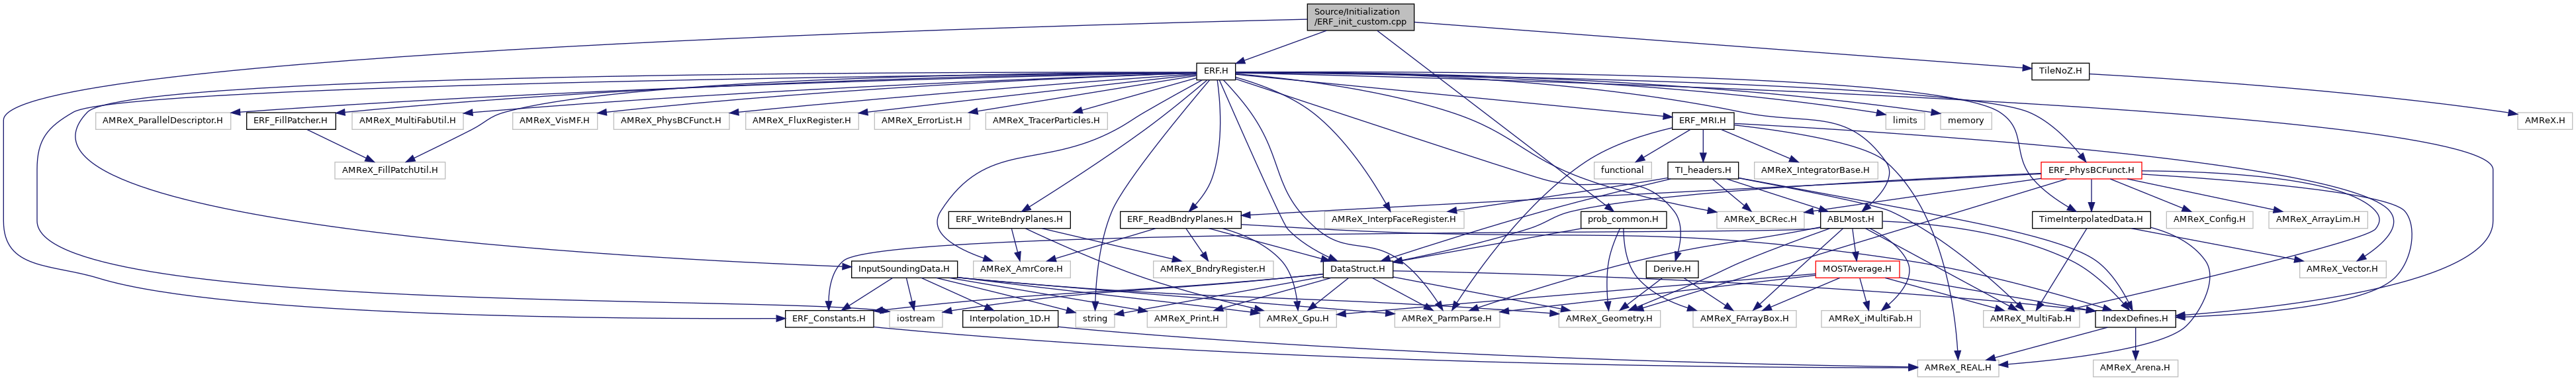 Source/Initialization
/ERF_init_custom.cpp
ERF.H
TileNoZ.H
AMReX_ParallelDescriptor.H
ERF_FillPatcher.H
AMReX_MultiFabUtil.H
AMReX_VisMF.H
AMReX_PhysBCFunct.H
AMReX_FluxRegister.H
AMReX_ErrorList.H
AMReX_TracerParticles.H
ERF_MRI.H
limits
memory
AMReX.H
AMReX_FillPatchUtil.H
functional
TI_headers.H
AMReX_IntegratorBase.H
ERF_PhysBCFunct.H
ERF_WriteBndryPlanes.H
ERF_ReadBndryPlanes.H
AMReX_InterpFaceRegister.H
prob_common.H
AMReX_BCRec.H
ABLMost.H
TimeInterpolatedData.H
AMReX_Config.H
AMReX_ArrayLim.H
InputSoundingData.H
AMReX_AmrCore.H
AMReX_BndryRegister.H
DataStruct.H
Derive.H
MOSTAverage.H
AMReX_Vector.H
ERF_Constants.H
iostream
Interpolation_1D.H
string
AMReX_Print.H
AMReX_Gpu.H
AMReX_ParmParse.H
AMReX_Geometry.H
AMReX_FArrayBox.H
AMReX_iMultiFab.H
AMReX_MultiFab.H
IndexDefines.H
AMReX_REAL.H
AMReX_Arena.H